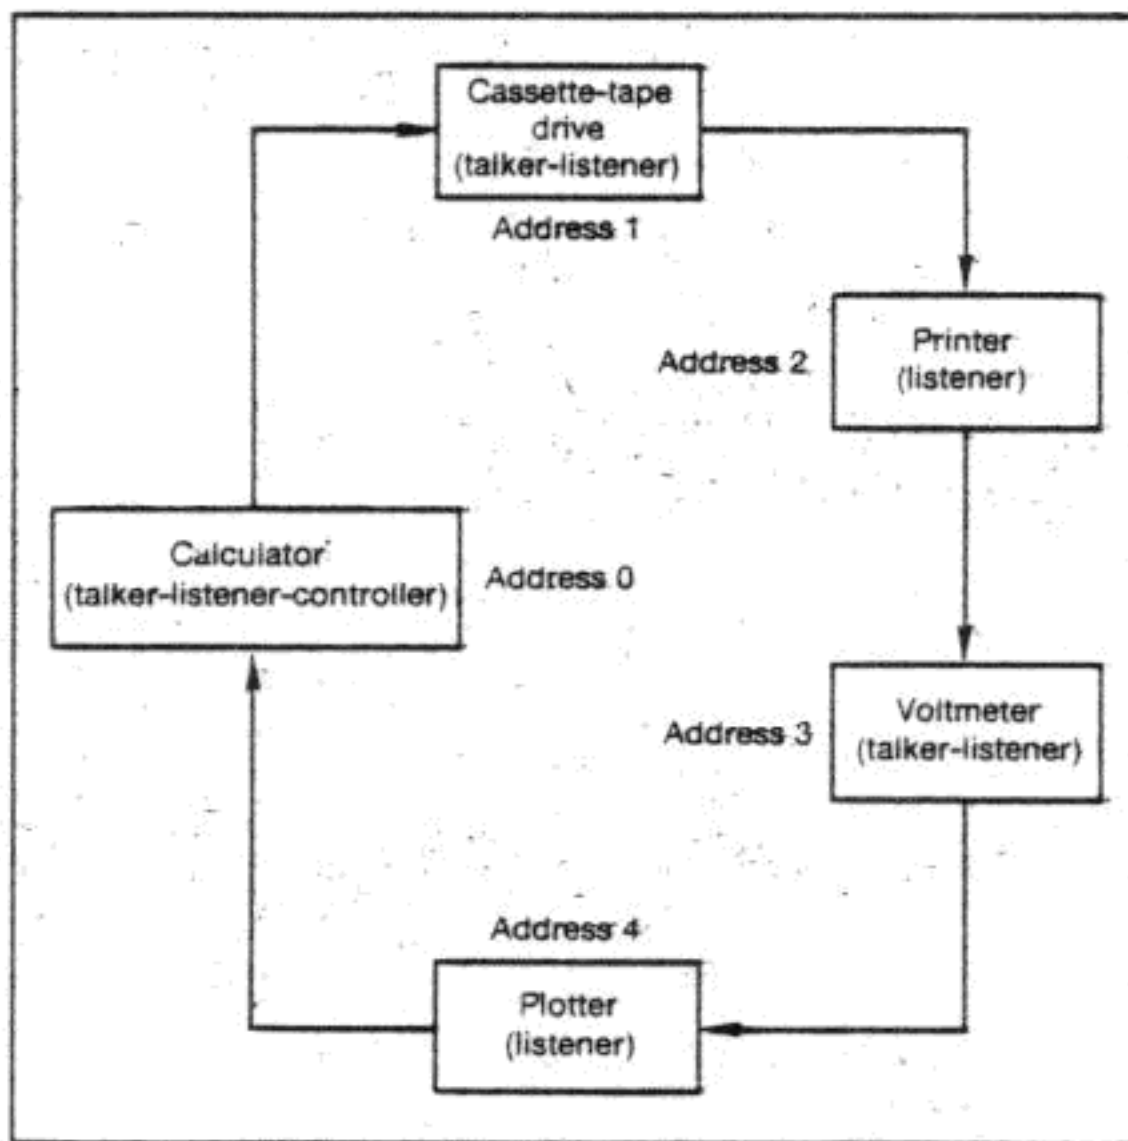 Cassette-tape
drive
(talker-listener)
Address 1
Printer
(listener)
Address 2
Calculator
(talker-listener-controller)
Address 0
Voltmeter
(talker-listener)
Address 3
Address 4
Plotter
(listener)